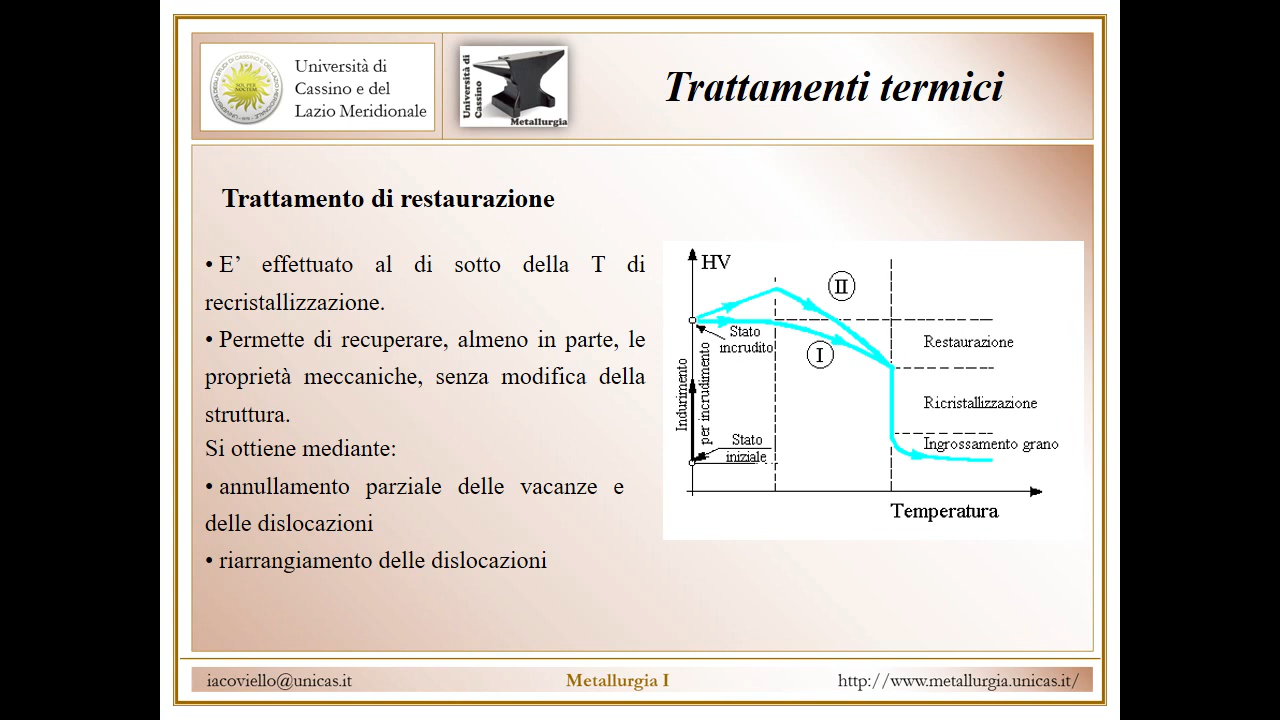 Università di
Cassino e del
Lazio Meridionale
Università di
Cassino
Metallurgia
Trattamenti termici
Trattamento di restaurazione
• E’ effettuato al di sotto della T di
recristallizzazione.
• Permette di recuperare, almeno in parte, le
proprietà meccaniche, senza modifica della
struttura.
Si ottiene mediante:
• annullamento parziale delle vacanze e
delle dislocazioni
• riarrangiamento delle dislocazioni
HV
II
Stato
incrudito
I
Restaurazione
Indurimento
per incrudimento
Ricristallizzazione
Stato
iniziale
Ingrossamento grano
Temperatura
iacoviello@unicas.it
Metallurgia I
http://www.metallurgia.unicas.it/